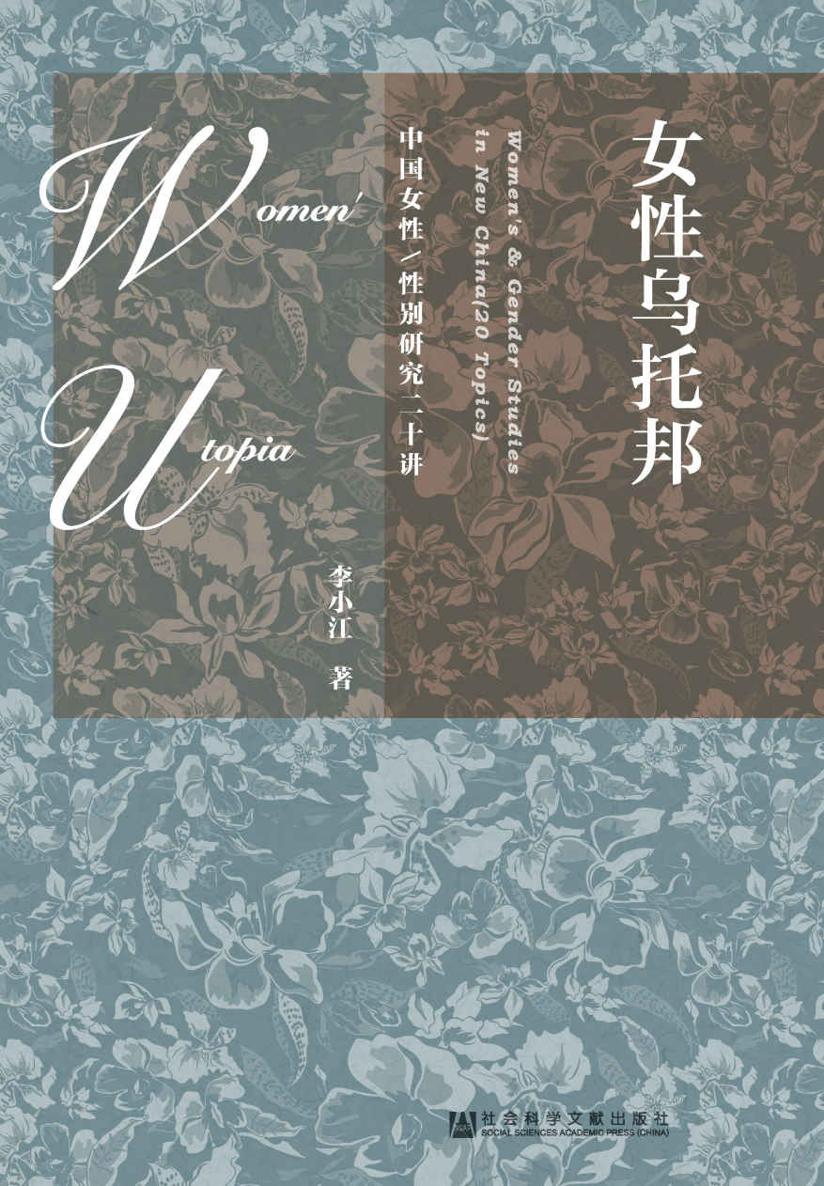 女性乌托邦
Women's & Gender Studies
in New China(20 Topics)
中国女性/性别研究二十讲
Women'
Utopia
李小江 著
社会科学文献出版社
SOCIAL SCIENCES ACADEMIC PRESS (CHINA)